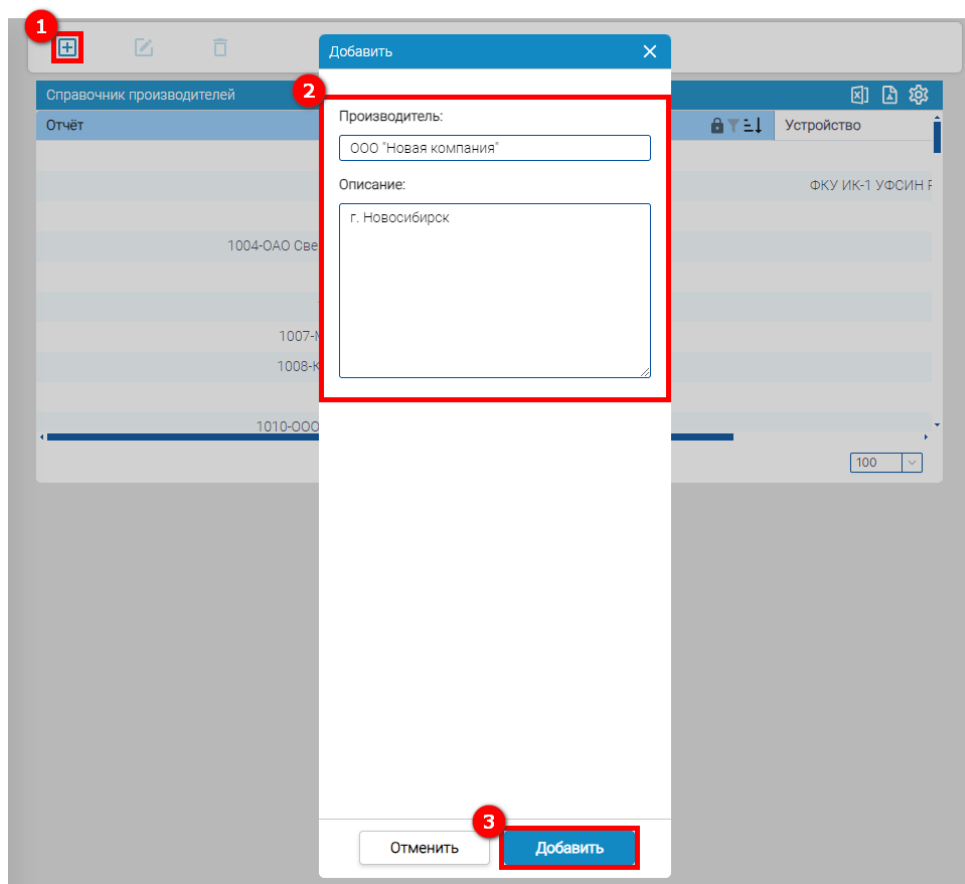 1
Добавить
Справочник производителей
2
Отчёт
Производитель:
Устройство
ООО "Новая компания"
Описание:
ФКУ ИК-1 УФСИН
г. Новосибирск
1004-ОАО Све
1007-
1008-
1010-ООО
100
3
Отменить
Добавить